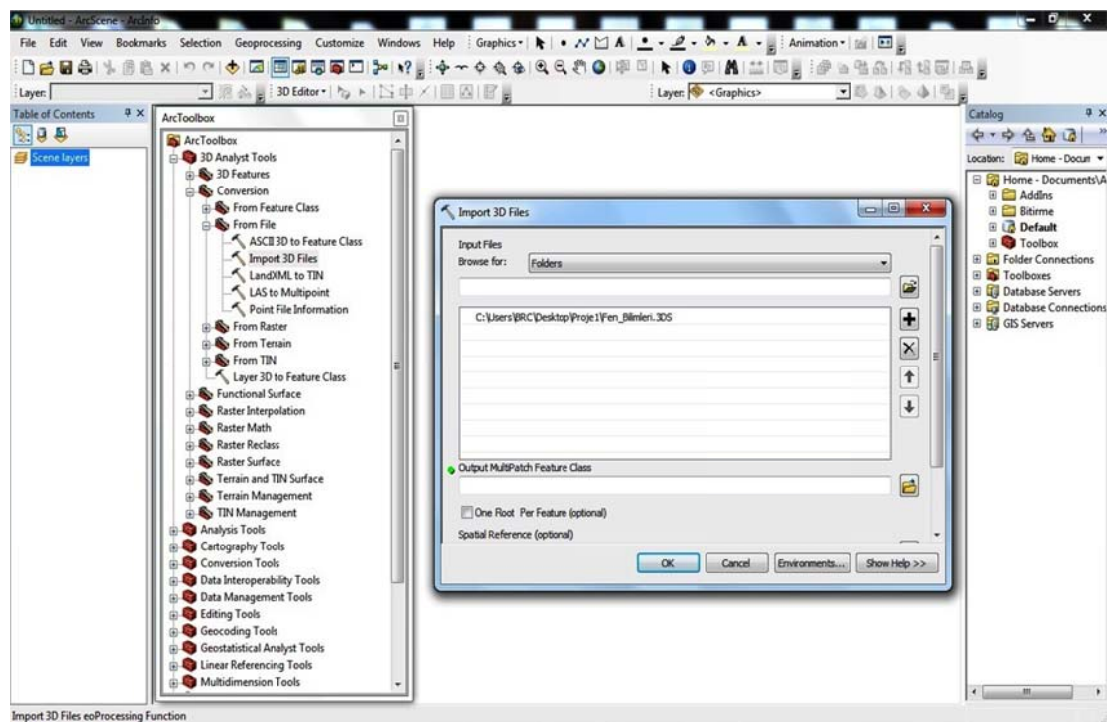 Untitled - ArcScene - ArcInfo
File Edit View Bookmarks Selection Geoprocessing Customize Windows Help Graphics Animation
Layer: 3D Editor Layer: <Graphics>
Table of Contents
Scene layers
ArcToolbox
ArcToolbox
3D Analyst Tools
3D Features
Conversion
From Feature Class
From File
ASCII 3D to Feature Class
Import 3D Files
LandXML to TIN
LAS to Multipoint
Point File Information
From Raster
From Terrain
From TIN
Layer 3D to Feature Class
Functional Surface
Raster Interpolation
Raster Math
Raster Reclass
Raster Surface
Terrain and TIN Surface
Terrain Management
TIN Management
Analysis Tools
Cartography Tools
Conversion Tools
Data Interoperability Tools
Data Management Tools
Editing Tools
Geocoding Tools
Geostatistical Analyst Tools
Linear Referencing Tools
Multidimension Tools
Import 3D Files
Input Files
Browse for: Folders
C:\Users\BRC\Desktop\Proje1\Fen_Bilimleri.3DS
Output MultiPatch Feature Class
One Root Per Feature (optional)
Spatial Reference (optional)
OK Cancel Environments... Show Help >>
Catalog
Location: Home - Docum
Home - Documents\A
AddIns
Bitirme
Default
Toolbox
Folder Connections
Toolboxes
Database Servers
Database Connections
GIS Servers
Import 3D Files eoProcessing Function